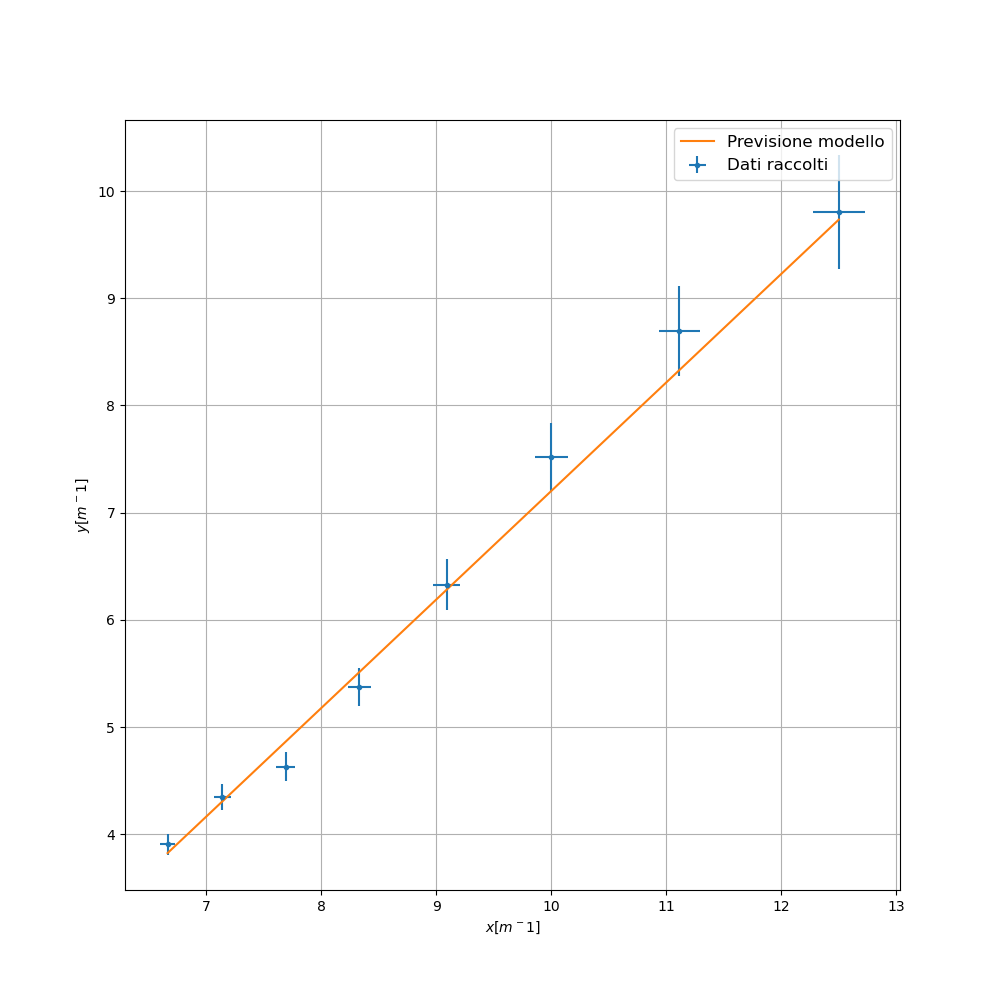 Previsione modello
Dati raccolti
10
9
8
7
6
5
4
y[m⁻1]
7 8 9 10 11 12 13
x[m⁻1]